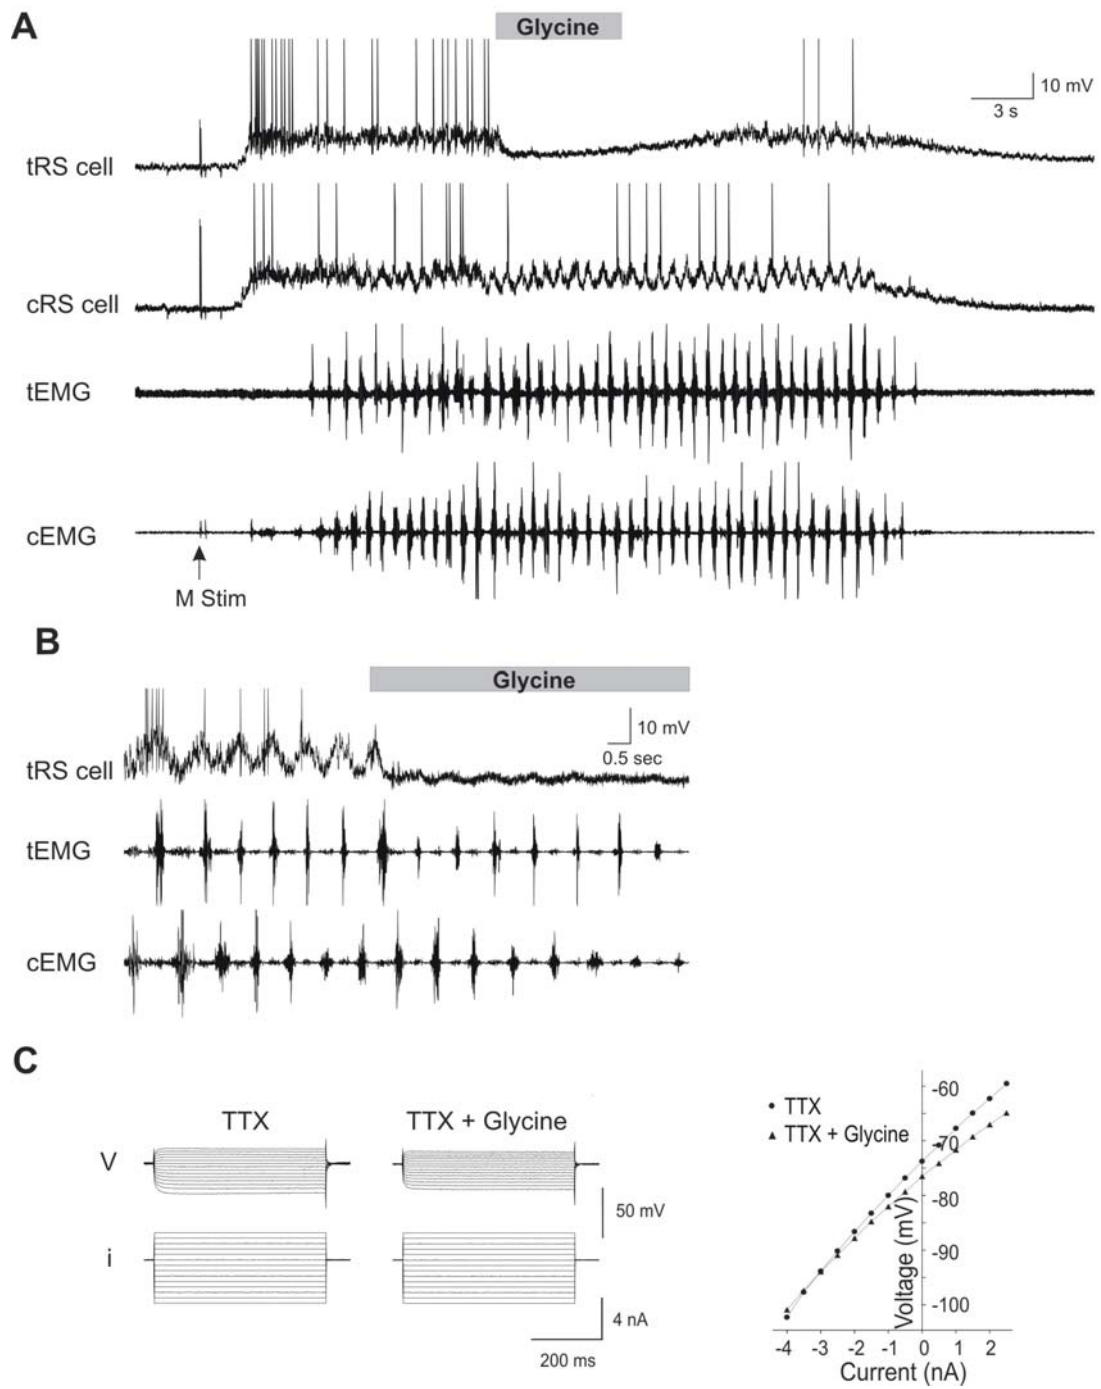 A
Glycine
10 mV
3 s
tRS cell
cRS cell
tEMG
cEMG
M Stim
B
Glycine
10 mV
0.5 sec
tRS cell
tEMG
cEMG
C
TTX
TTX + Glycine
V
50 mV
i
4 nA
200 ms
TTX
TTX + Glycine
-60
-70
-80
-90
-100
Voltage (mV)
-4 -3 -2 -1 0 1 2
Current (nA)